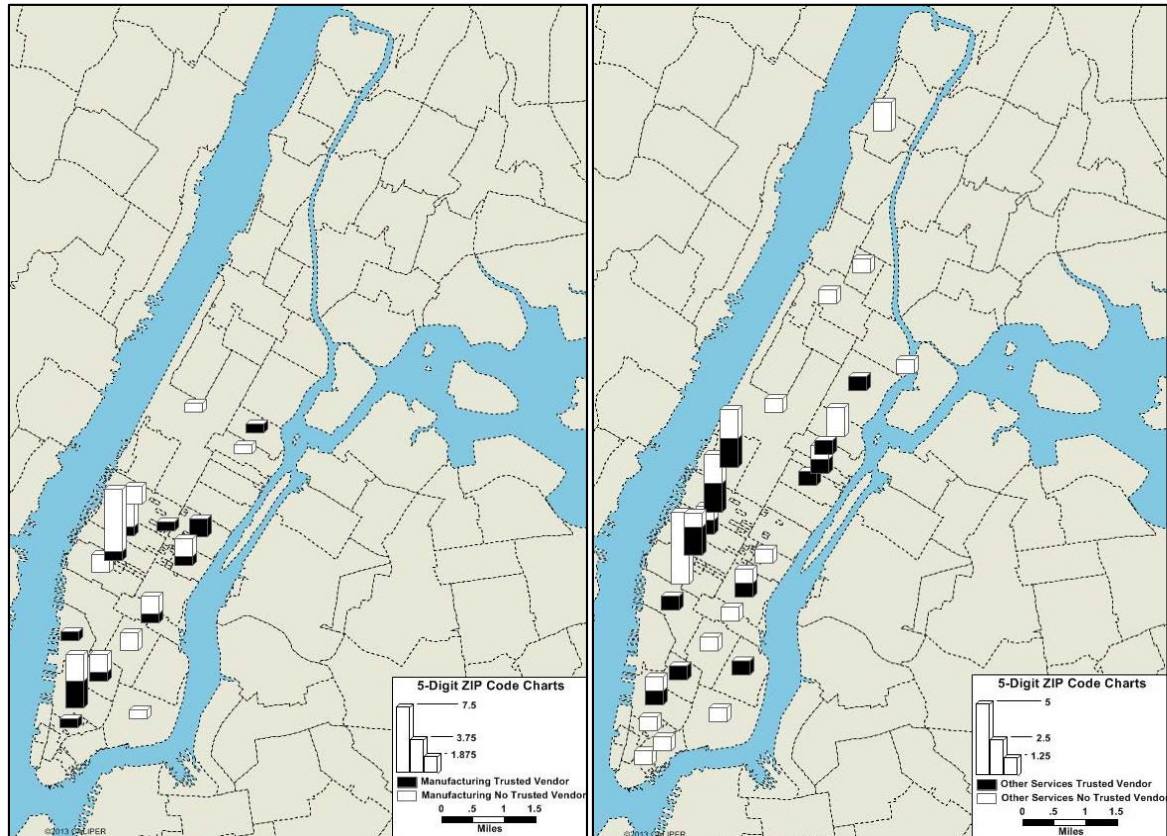 5-Digit ZIP Code Charts
7.5
3.75
1.875
Manufacturing Trusted Vendor
Manufacturing No Trusted Vendor
0 .5 1 1.5
Miles
©2013 CALIPER
5-Digit ZIP Code Charts
5
2.5
1.25
Other Services Trusted Vendor
Other Services No Trusted Vendor
0 .5 1 1.5
Miles
©2013 CALIPER